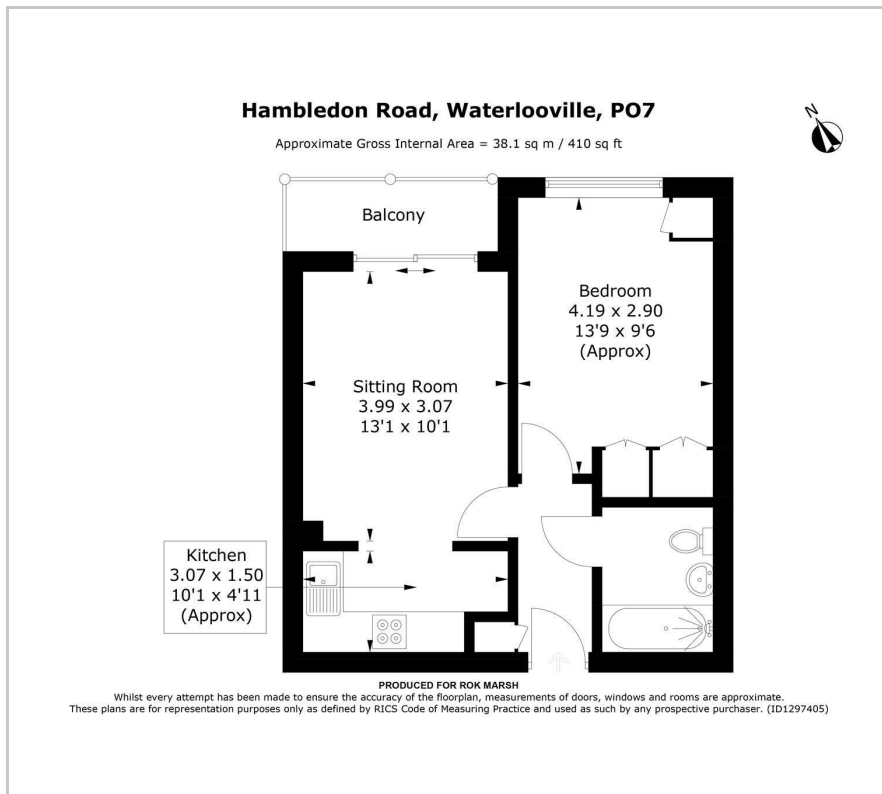 Hambledon Road, Waterlooville, PO7
N
Approximate Gross Internal Area = 38.1 sq m / 410 sq ft
Balcony
Bedroom
4.19 x 2.90
13'9 x 9'6
(Approx)
Sitting Room
3.99 x 3.07
13'1 x 10'1
Kitchen
3.07 x 1.50
10'1 x 4'11
(Approx)
PRODUCED FOR ROK MARSH
Whilst every attempt has been made to ensure the accuracy of the floorplan, measurements of doors, windows and rooms are approximate.
These plans are for representation purposes only as defined by RICS Code of Measuring Practice and used as such by any prospective purchaser. (ID1297405)